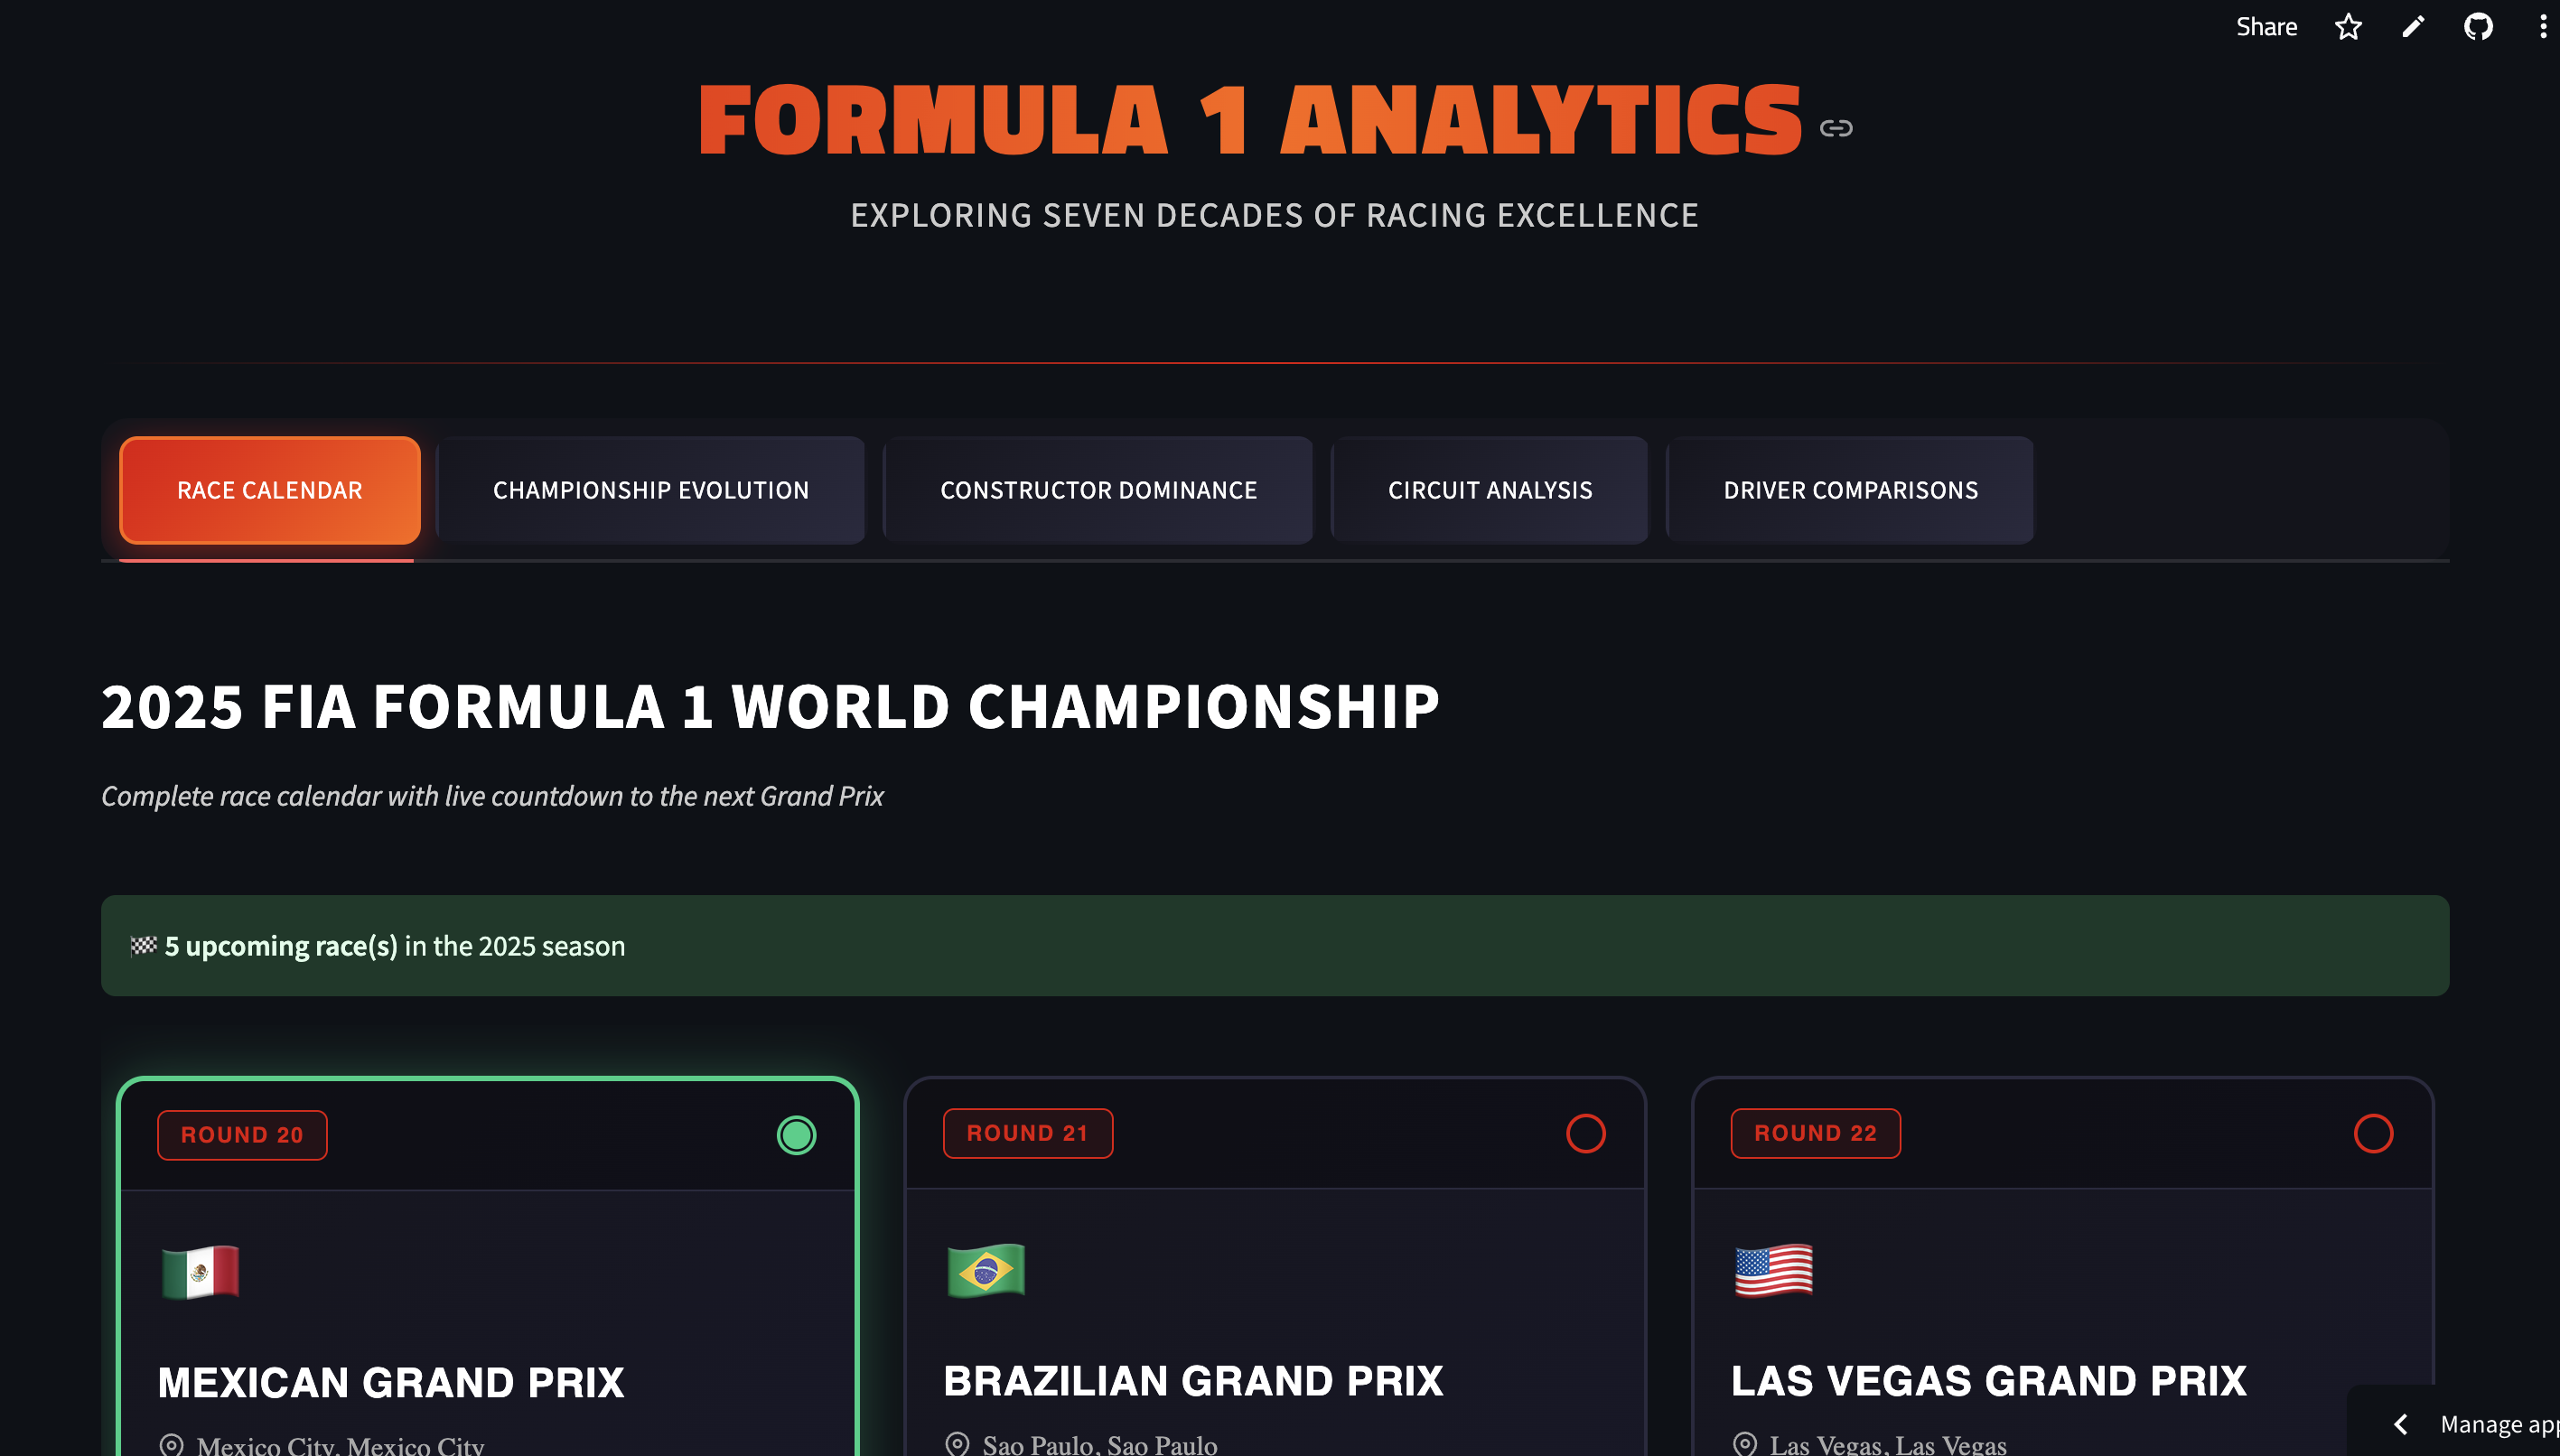 Share
FORMULA 1 ANALYTICS
EXPLORING SEVEN DECADES OF RACING EXCELLENCE
RACE CALENDAR
CHAMPIONSHIP EVOLUTION
CONSTRUCTOR DOMINANCE
CIRCUIT ANALYSIS
DRIVER COMPARISONS
2025 FIA FORMULA 1 WORLD CHAMPIONSHIP
Complete race calendar with live countdown to the next Grand Prix
5 upcoming race(s) in the 2025 season
ROUND 20
MEXICAN GRAND PRIX
Mexico City, Mexico City
ROUND 21
BRAZILIAN GRAND PRIX
Sao Paulo, Sao Paulo
ROUND 22
LAS VEGAS GRAND PRIX
Las Vegas, Las Vegas
Manage app